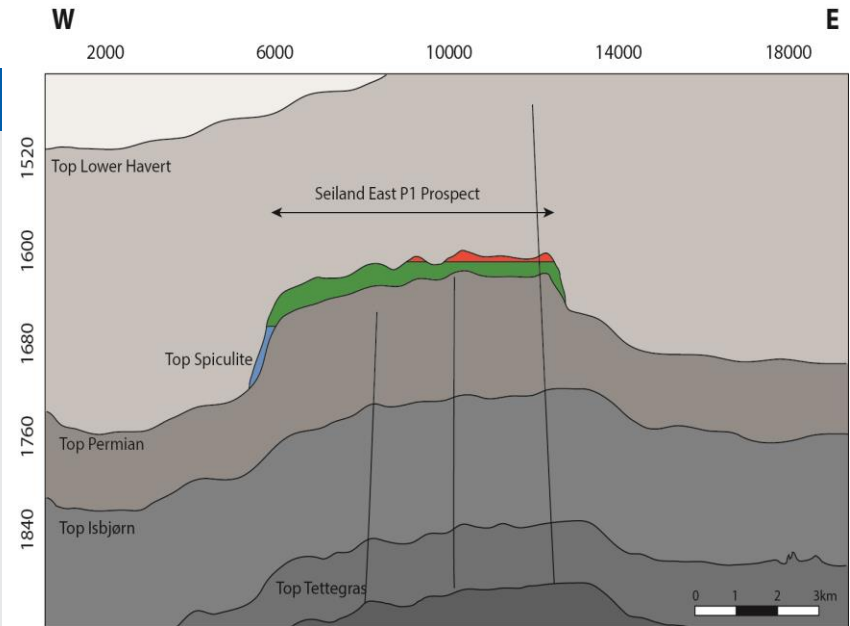 W
E
2000
6000
10000
14000
18000
1520
Top Lower Havert
Seiland East P1 Prospect
1600
1680
Top Spiculite
1760
Top Permian
1840
Top Isbjørn
Top Tettegras
0 1 2 3km